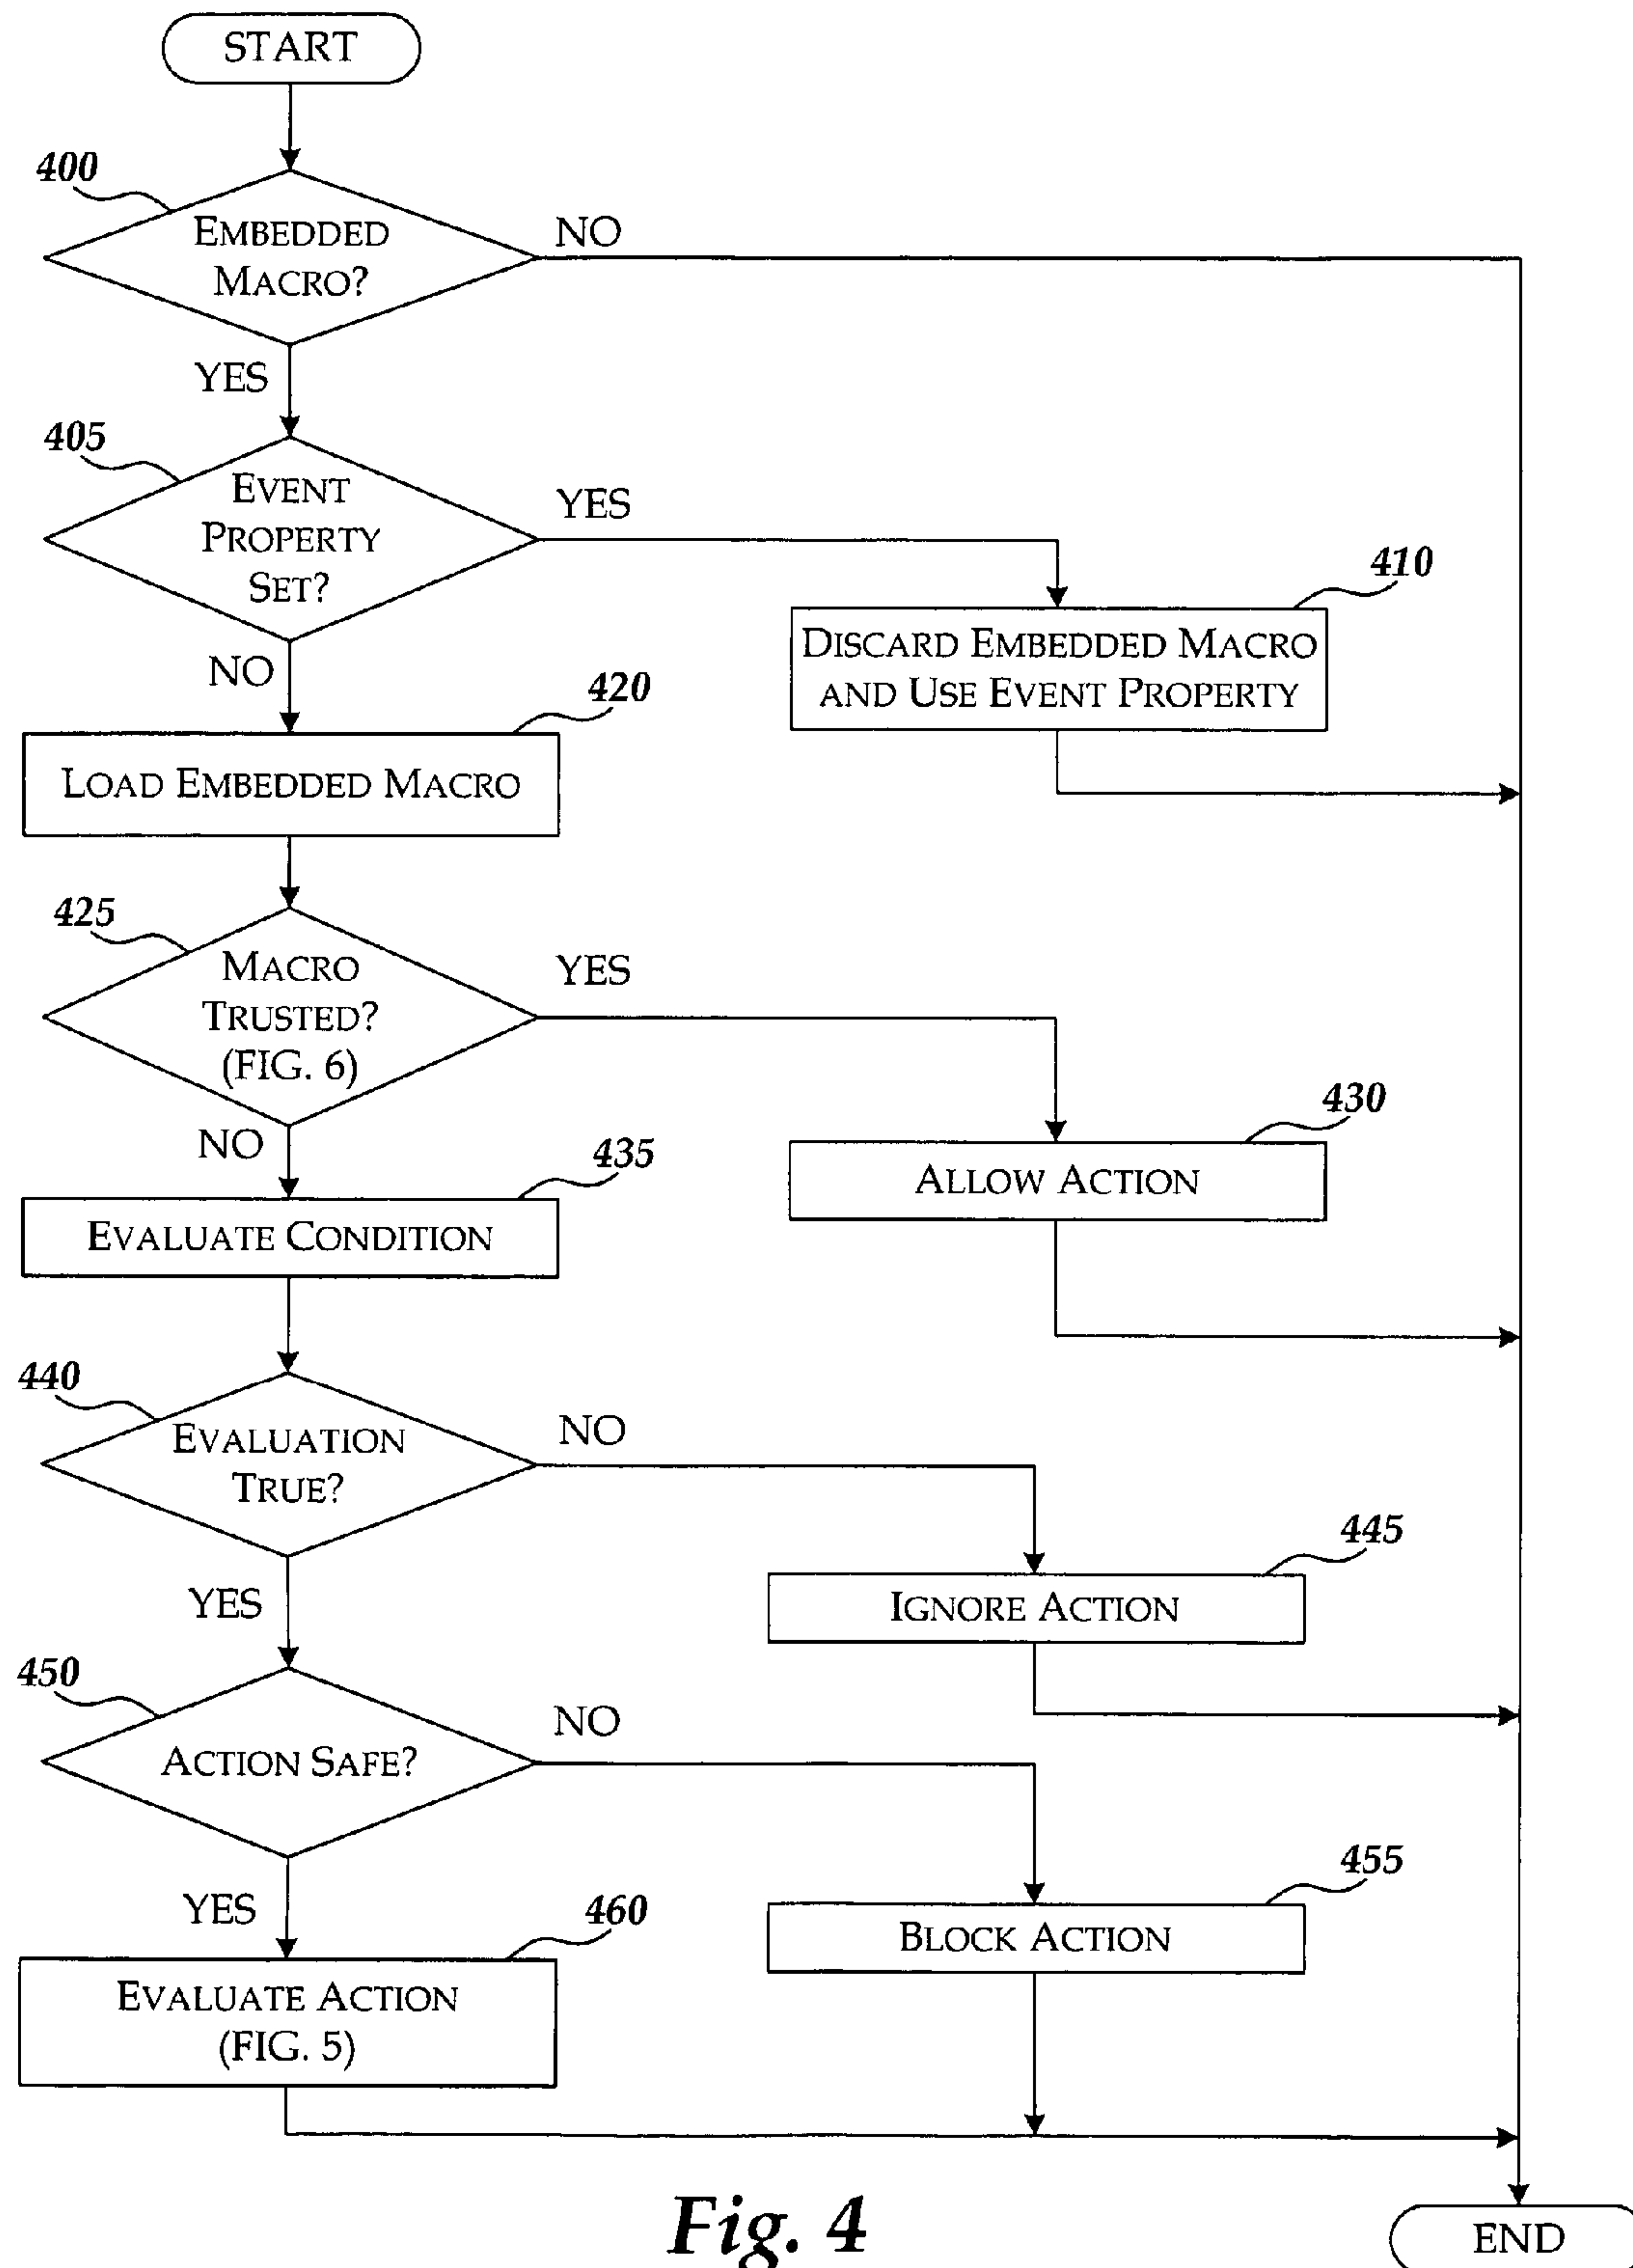 START
400
EMBEDDED
MACRO?
NO
YES
405
EVENT
PROPERTY
SET?
YES
410
DISCARD EMBEDDED MACRO
AND USE EVENT PROPERTY
NO
420
LOAD EMBEDDED MACRO
425
MACRO
TRUSTED?
(FIG. 6)
YES
430
ALLOW ACTION
NO
435
EVALUATE CONDITION
440
EVALUATION
TRUE?
NO
445
IGNORE ACTION
YES
450
ACTION SAFE?
NO
455
BLOCK ACTION
YES
460
EVALUATE ACTION
(FIG. 5)
Fig. 4
END